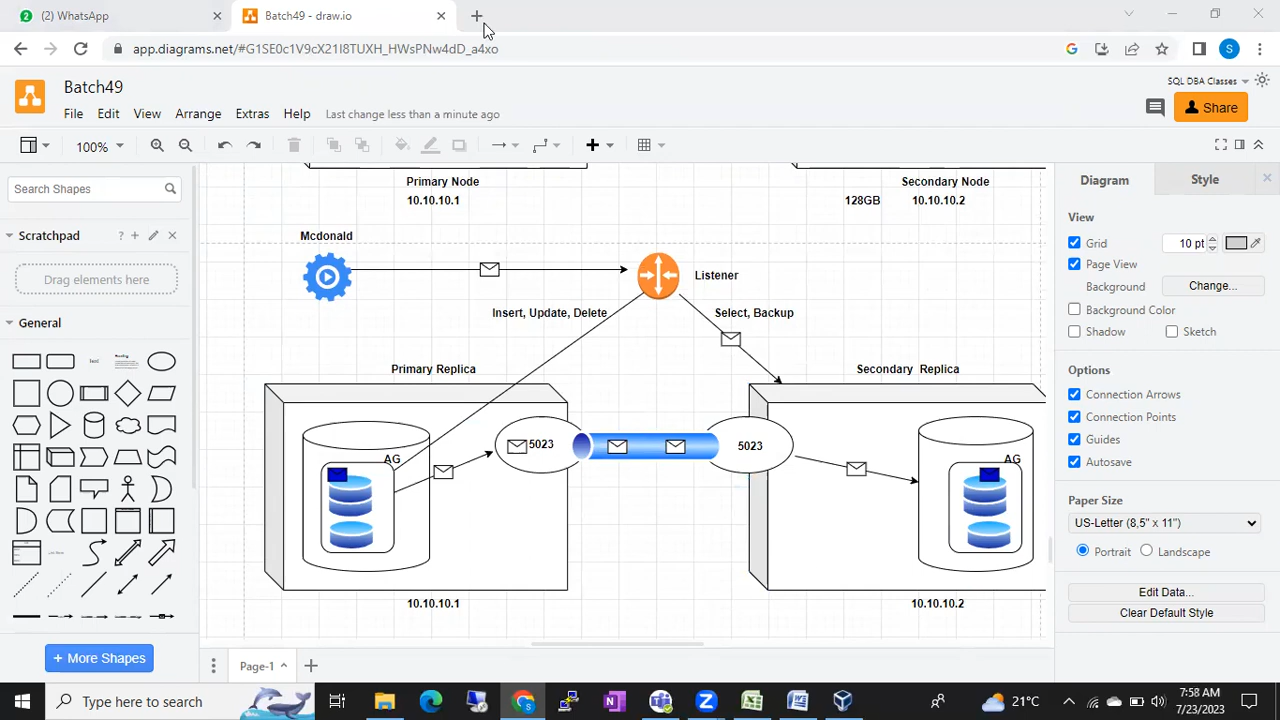 2
(2) WhatsApp
Batch49 - draw.io
app.diagrams.net/#G1SE0c1V9cX21I8TUXH_HWsPNw4dD_a4xo
G
S
Batch49
SQL DBA Classes
File
Edit
View
Arrange
Extras
Help
Last change less than a minute ago
Share
100%
Search Shapes
Scratchpad
?
Drag elements here
General
Text
Heading
More Shapes
Primary Node
10.10.10.1
Secondary Node
128GB
10.10.10.2
Mcdonald
Listener
Insert, Update, Delete
Select, Backup
Primary Replica
Secondary Replica
AG
5023
5023
AG
10.10.10.1
10.10.10.2
Page-1
Diagram
Style
View
Grid
10 pt
Page View
Background
Change...
Background Color
Shadow
Sketch
Options
Connection Arrows
Connection Points
Guides
Autosave
Paper Size
US-Letter (8,5" x 11")
Portrait
Landscape
Edit Data...
Clear Default Style
Type here to search
21°C
7:58 AM
7/23/2023